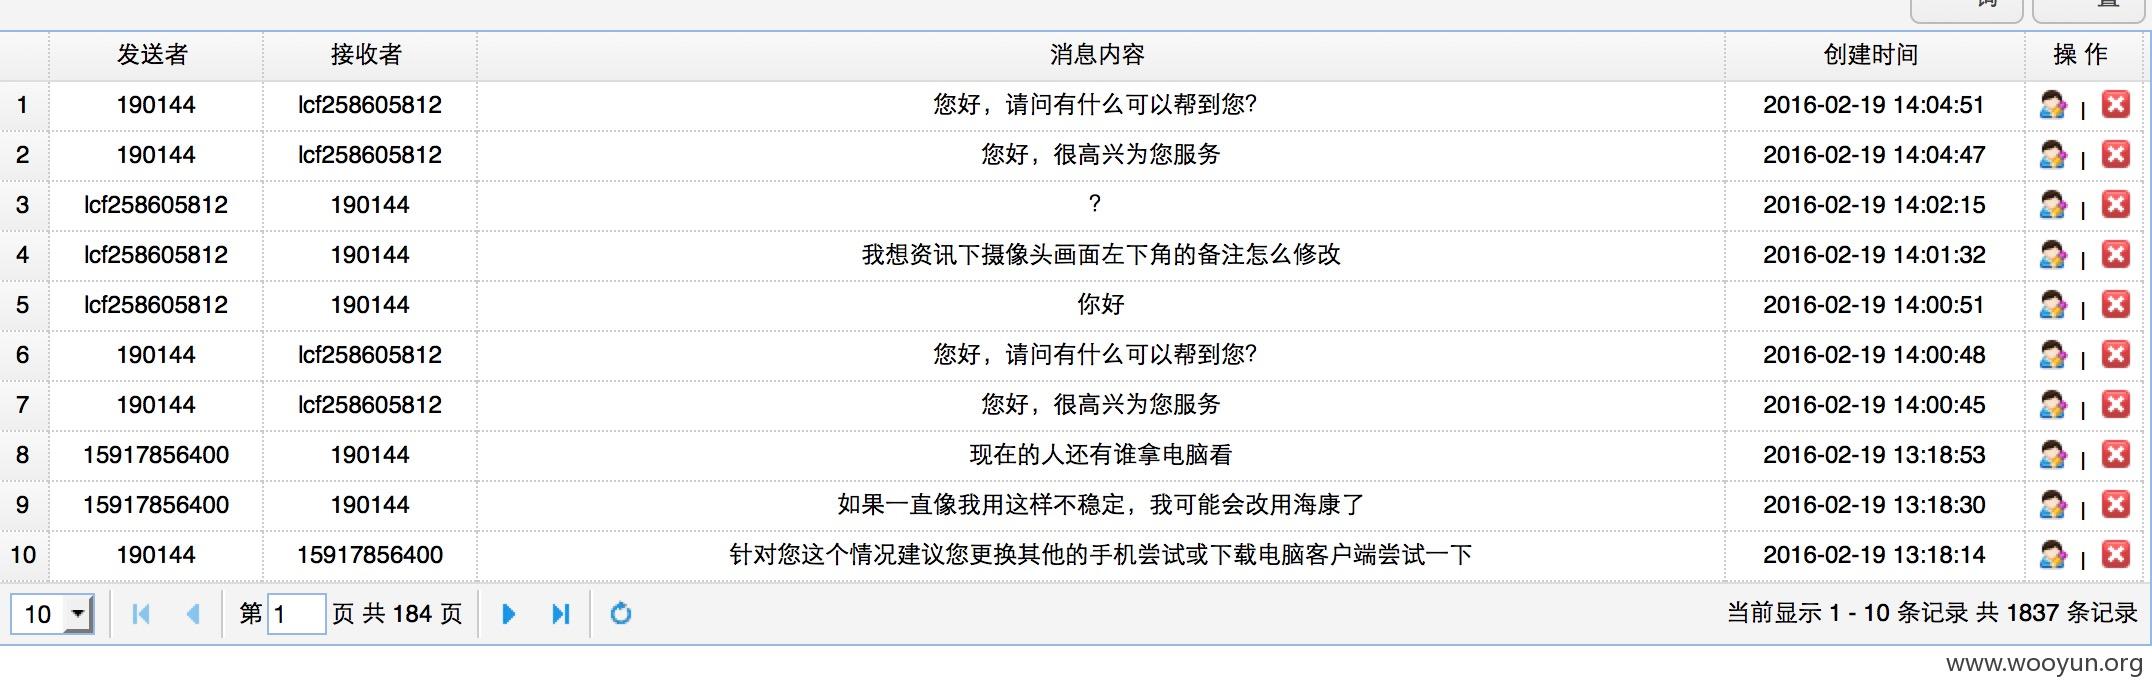 询 置
发送者 接收者 消息内容 创建时间 操 作
1 190144 lcf258605812 您好，请问有什么可以帮到您? 2016-02-19 14:04:51 |
2 190144 lcf258605812 您好，很高兴为您服务 2016-02-19 14:04:47 |
3 lcf258605812 190144 ? 2016-02-19 14:02:15 |
4 lcf258605812 190144 我想资讯下摄像头画面左下角的备注怎么修改 2016-02-19 14:01:32 |
5 lcf258605812 190144 你好 2016-02-19 14:00:51 |
6 190144 lcf258605812 您好，请问有什么可以帮到您? 2016-02-19 14:00:48 |
7 190144 lcf258605812 您好，很高兴为您服务 2016-02-19 14:00:45 |
8 15917856400 190144 现在的人还有谁拿电脑看 2016-02-19 13:18:53 |
9 15917856400 190144 如果一直像我用这样不稳定，我可能会改用海康了 2016-02-19 13:18:30 |
10 190144 15917856400 针对您这个情况建议您更换其他的手机尝试或下载电脑客户端尝试一下 2016-02-19 13:18:14 |
10 第 1 页 共 184 页 当前显示 1 - 10 条记录 共 1837 条记录
www.wooyun.org